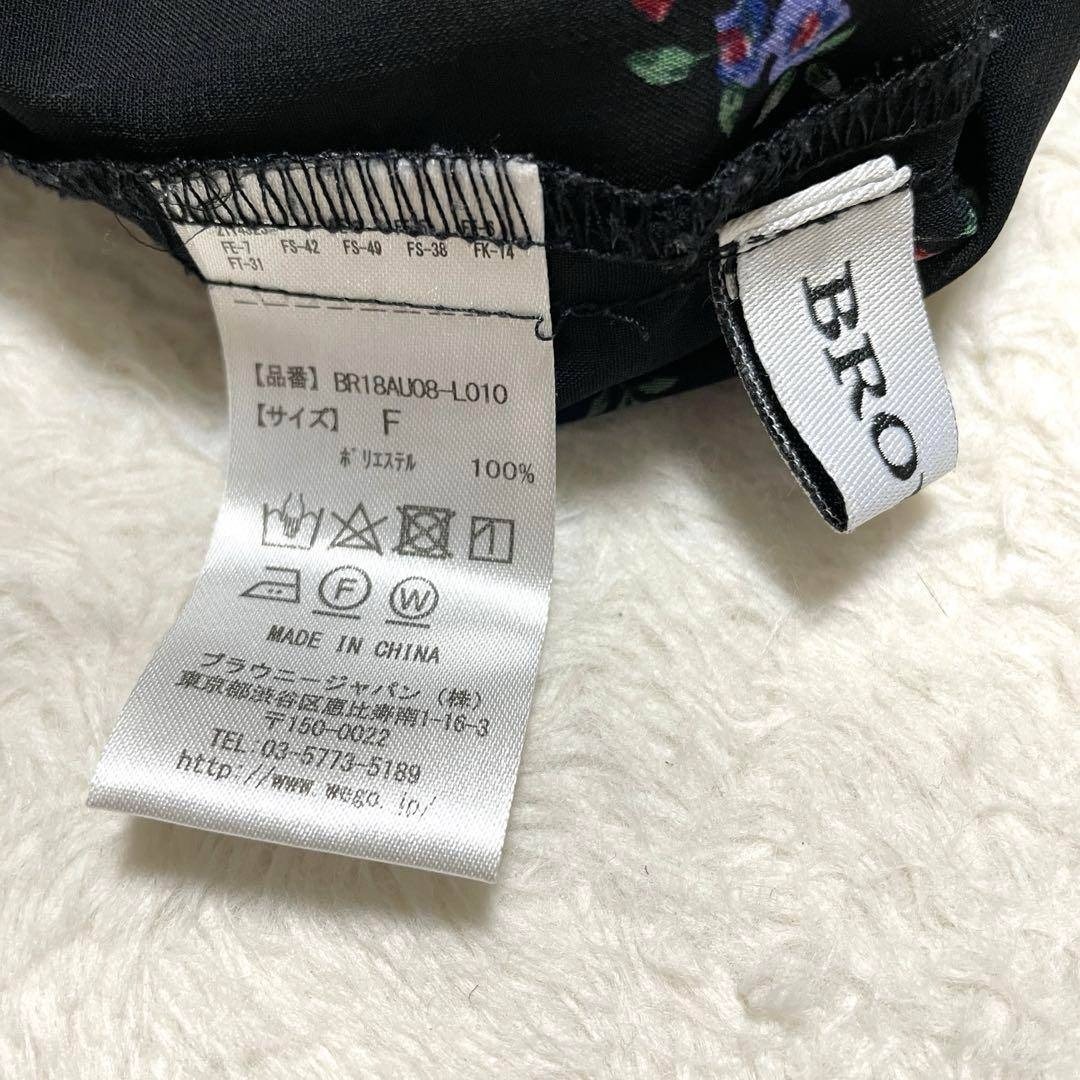 FE-7 FS-42 FS-49 FS-38 FK-14
FT-31
【品番】 BR18AU08-L010
【サイズ】 F
ポリエステル 100%
F W
MADE IN CHINA
ブラウニージャパン (株)
東京都渋谷区恵比寿南1-16-3
〒150-0022
TEL.03-5773-5189
http://www.wego.jp/
BRO